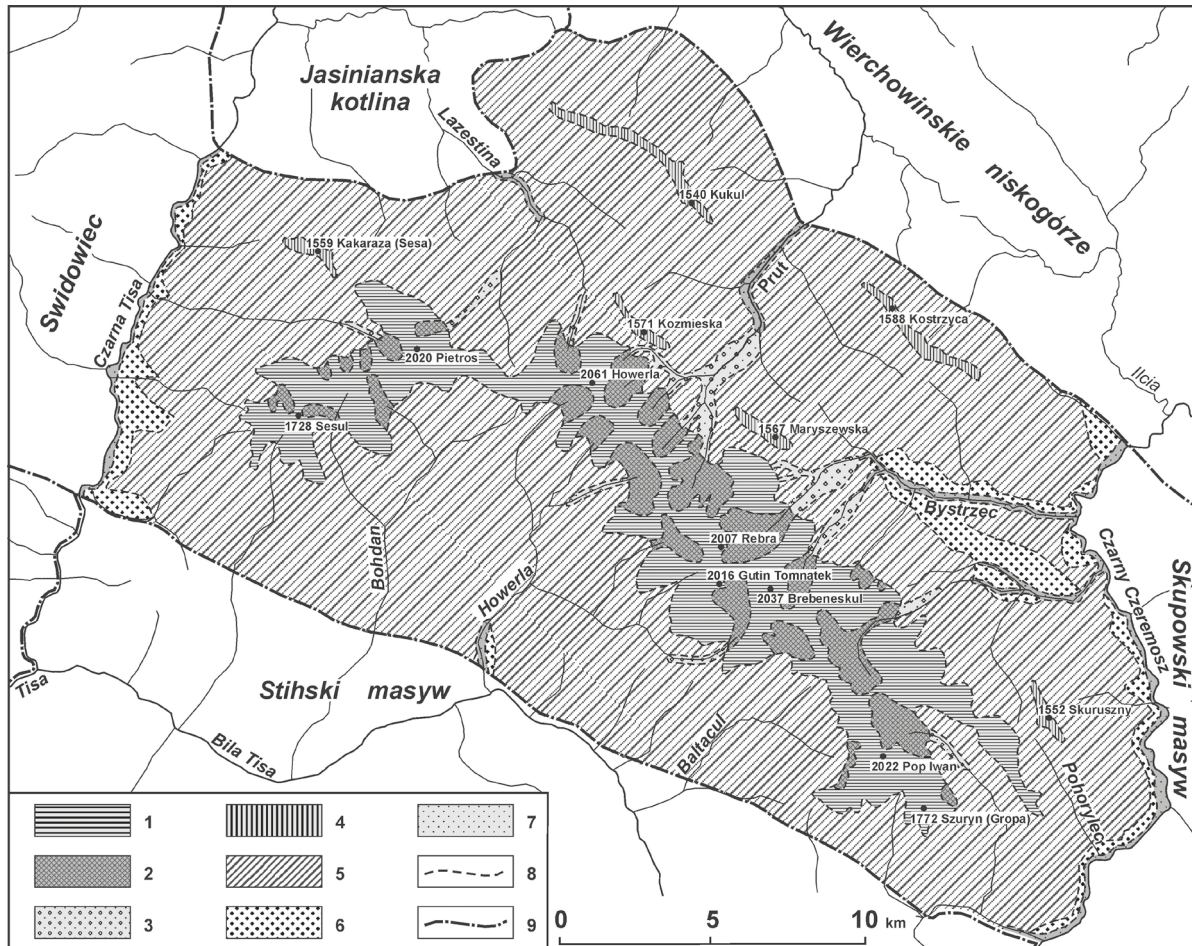 Jasinianska
kotlina
Wierchowinskie niskogórze
Lazestina
1540 Kukul
Swidowiec
1559 Kakaraza (Sesa)
Prut
Czarna Tisa
1571 Kozmieska
1588 Kostrzyca
2020 Pietros
2061 Howerla
Ilcia
1728 Sesul
1567 Maryszewska
Bystrzec
2007 Rebra
Bohdan
Howerla
2016 Gutin Tomnatek
2037 Brebeneskul
Czarny Czeremosz
Skupowski masyw
Tisa
Stihski masyw
1552 Skuruszny
Bila Tisa
Baltacul
2022 Pop Iwan
Pohorylec
1772 Szuryn (Gropa)
1 4 7
2 5 8
3 6 9
0 5 10 km